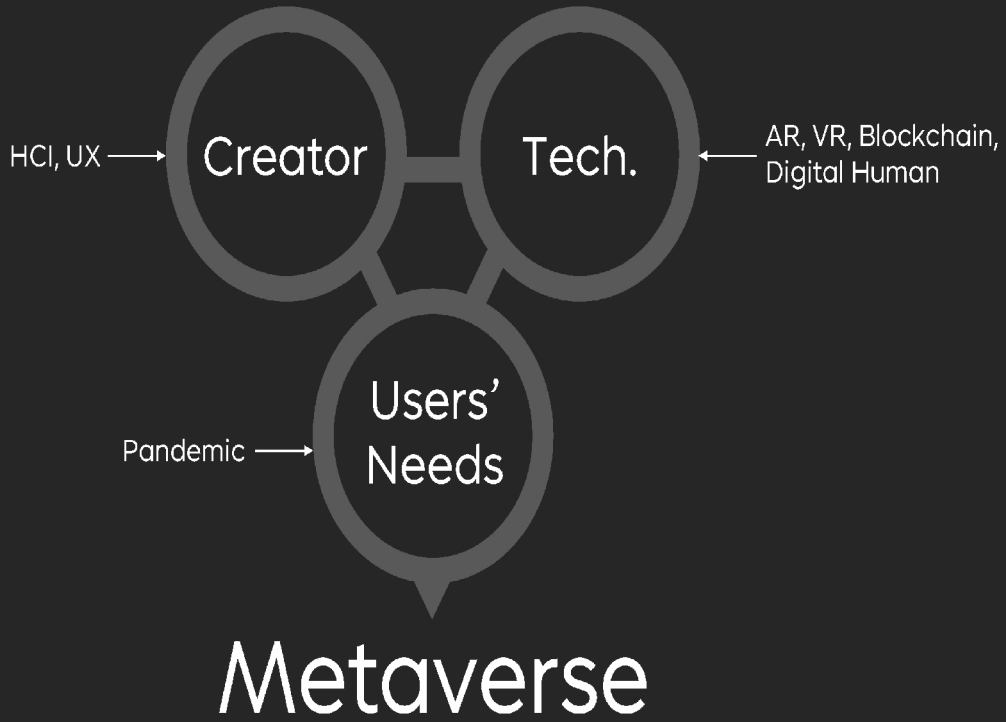 HCI, UX
Creator
Tech.
AR, VR, Blockchain,
Digital Human
Users’
Needs
Pandemic
Metaverse